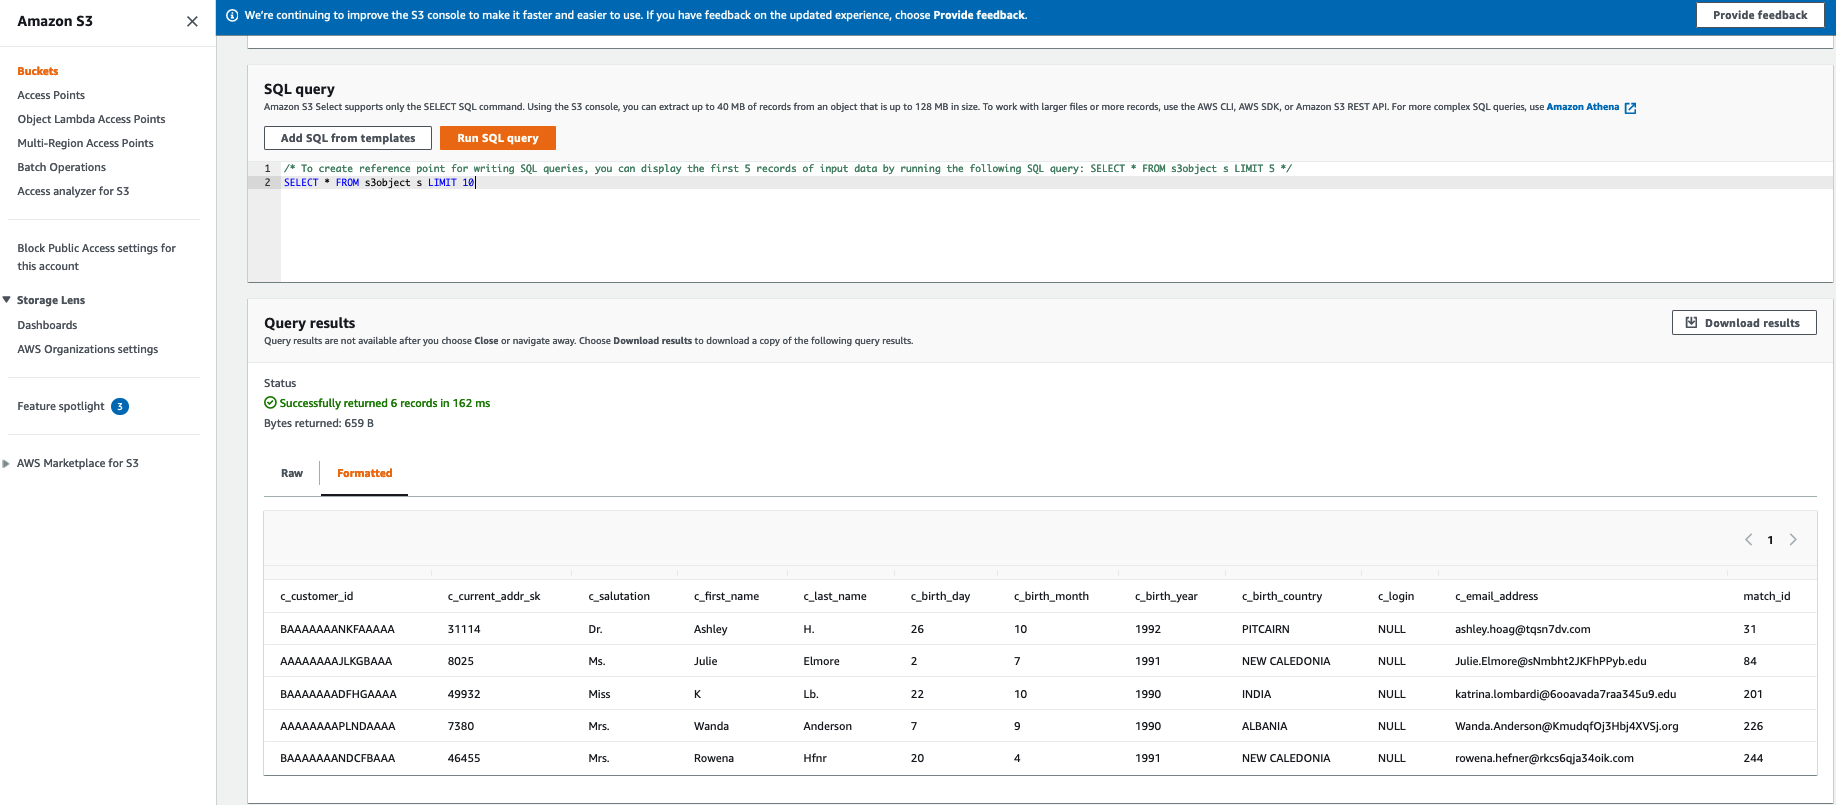 Amazon S3
We're continuing to improve the S3 console to make it faster and easier to use. If you have feedback on the updated experience, choose Provide feedback.
Provide feedback
Buckets
Access Points
Object Lambda Access Points
Multi-Region Access Points
Batch Operations
Access analyzer for S3
Block Public Access settings for
this account
Storage Lens
Dashboards
AWS Organizations settings
Feature spotlight 3
AWS Marketplace for S3
SQL query
Amazon S3 Select supports only the SELECT SQL command. Using the S3 console, you can extract up to 40 MB of records from an object that is up to 128 MB in size. To work with larger files or more records, use the AWS CLI, AWS SDK, or Amazon S3 REST API. For more complex SQL queries, use Amazon Athena
Add SQL from templates Run SQL query
1 /* To create reference point for writing SQL queries, you can display the first 5 records of input data by running the following SQL query: SELECT * FROM s3object s LIMIT 5 */
2 SELECT * FROM s3object s LIMIT 10
Query results
Query results are not available after you choose Close or navigate away. Choose Download results to download a copy of the following query results.
Download results
Status
Successfully returned 6 records in 162 ms
Bytes returned: 659 B
Raw Formatted
1
c_customer_id c_current_addr_sk c_salutation c_first_name c_last_name c_birth_day c_birth_month c_birth_year c_birth_country c_login c_email_address match_id
BAAAAAAANKFAAAAA 31114 Dr. Ashley H. 26 10 1992 PITCAIRN NULL ashley.hoag@tqsn7dv.com 31
AAAAAAAAJLKGBAAA 8025 Ms. Julie Elmore 2 7 1991 NEW CALEDONIA NULL Julie.Elmore@sNmbht2JKFhPPyb.edu 84
BAAAAAAADFHGAAAA 49932 Miss K Lb. 22 10 1990 INDIA NULL katrina.lombardi@6ooavada7raa345u9.edu 201
AAAAAAAAPLNDAAAA 7380 Mrs. Wanda Anderson 7 9 1990 ALBANIA NULL Wanda.Anderson@KmudqfOj3Hbj4XVSj.org 226
BAAAAAAANDCFBAAA 46455 Mrs. Rowena Hfnr 20 4 1991 NEW CALEDONIA NULL rowena.hefner@rkcs6qja34oik.com 244